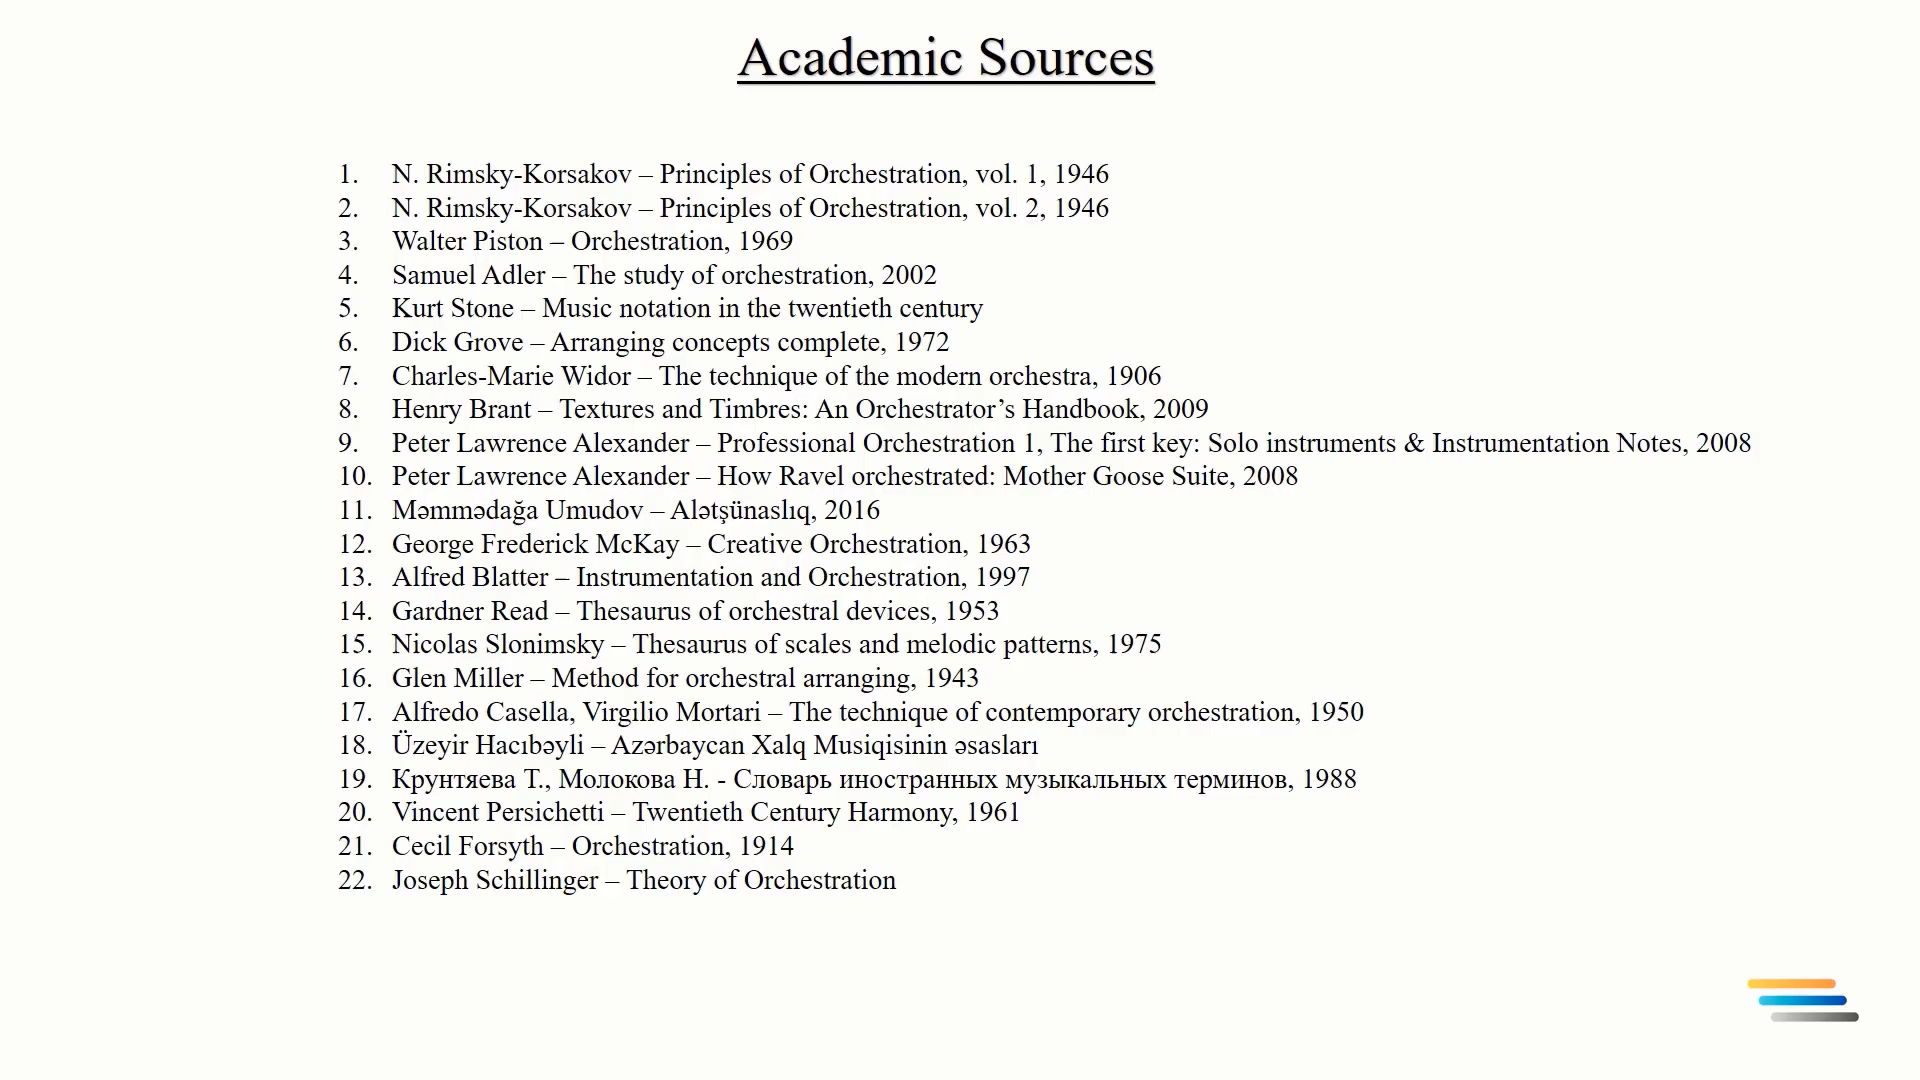 Academic Sources
1. N. Rimsky-Korsakov – Principles of Orchestration, vol. 1, 1946
2. N. Rimsky-Korsakov – Principles of Orchestration, vol. 2, 1946
3. Walter Piston – Orchestration, 1969
4. Samuel Adler – The study of orchestration, 2002
5. Kurt Stone – Music notation in the twentieth century
6. Dick Grove – Arranging concepts complete, 1972
7. Charles-Marie Widor – The technique of the modern orchestra, 1906
8. Henry Brant – Textures and Timbres: An Orchestrator’s Handbook, 2009
9. Peter Lawrence Alexander – Professional Orchestration 1, The first key: Solo instruments & Instrumentation Notes, 2008
10. Peter Lawrence Alexander – How Ravel orchestrated: Mother Goose Suite, 2008
11. Məmmədağa Umudov – Alətşünaslıq, 2016
12. George Frederick McKay – Creative Orchestration, 1963
13. Alfred Blatter – Instrumentation and Orchestration, 1997
14. Gardner Read – Thesaurus of orchestral devices, 1953
15. Nicolas Slonimsky – Thesaurus of scales and melodic patterns, 1975
16. Glen Miller – Method for orchestral arranging, 1943
17. Alfredo Casella, Virgilio Mortari – The technique of contemporary orchestration, 1950
18. Üzeyir Hacıbəyli – Azərbaycan Xalq Musiqisinin əsasları
19. Крунтяева Т., Молокова Н. - Словарь иностранных музыкальных терминов, 1988
20. Vincent Persichetti – Twentieth Century Harmony, 1961
21. Cecil Forsyth – Orchestration, 1914
22. Joseph Schillinger – Theory of Orchestration